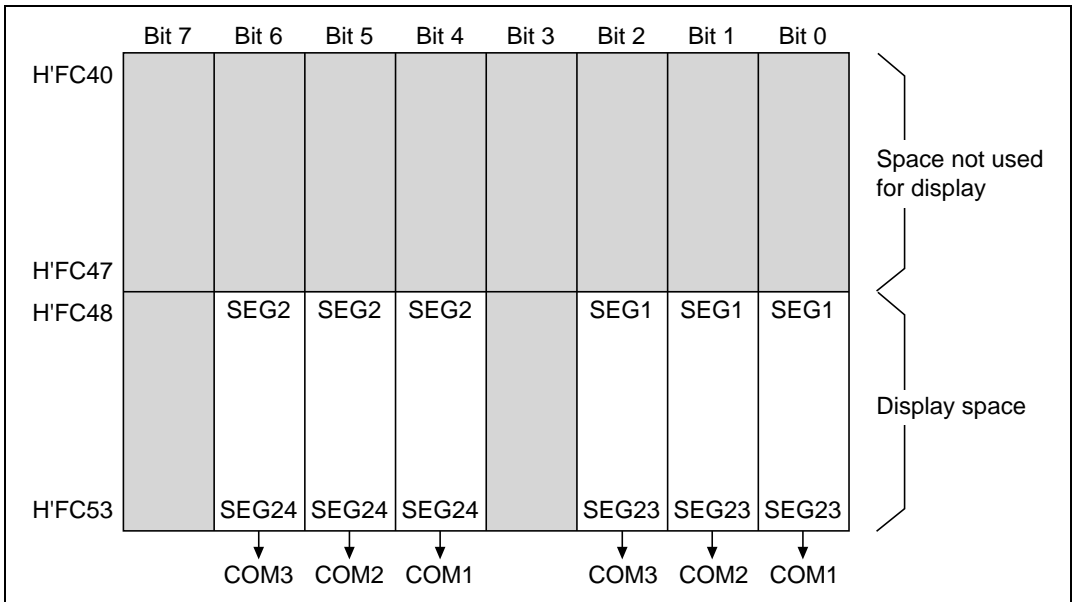 Bit 7 Bit 6 Bit 5 Bit 4 Bit 3 Bit 2 Bit 1 Bit 0
H'FC40
Space not used
for display
H'FC47
H'FC48 SEG2 SEG2 SEG2 SEG1 SEG1 SEG1
Display space
H'FC53 SEG24 SEG24 SEG24 SEG23 SEG23 SEG23
COM3 COM2 COM1 COM3 COM2 COM1